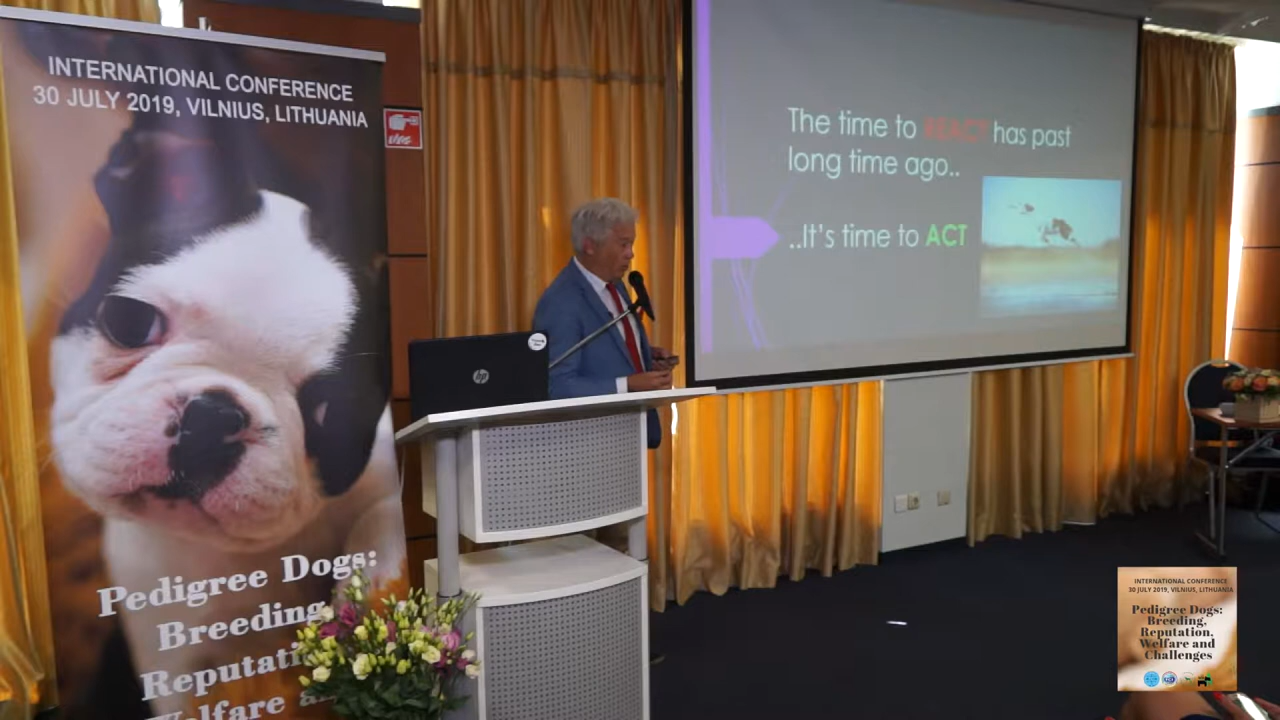 INTERNATIONAL CONFERENCE
30 JULY 2019, VILNIUS, LITHUANIA
Pedigree Dogs:
Breeding,
Reputati
Welfare a
hp
The time to REACT has past
long time ago..
..It's time to ACT
INTERNATIONAL CONFERENCE
30 JULY 2019, VILNIUS, LITHUANIA
Pedigree Dogs:
Breeding,
Reputation,
Welfare and
Challenges